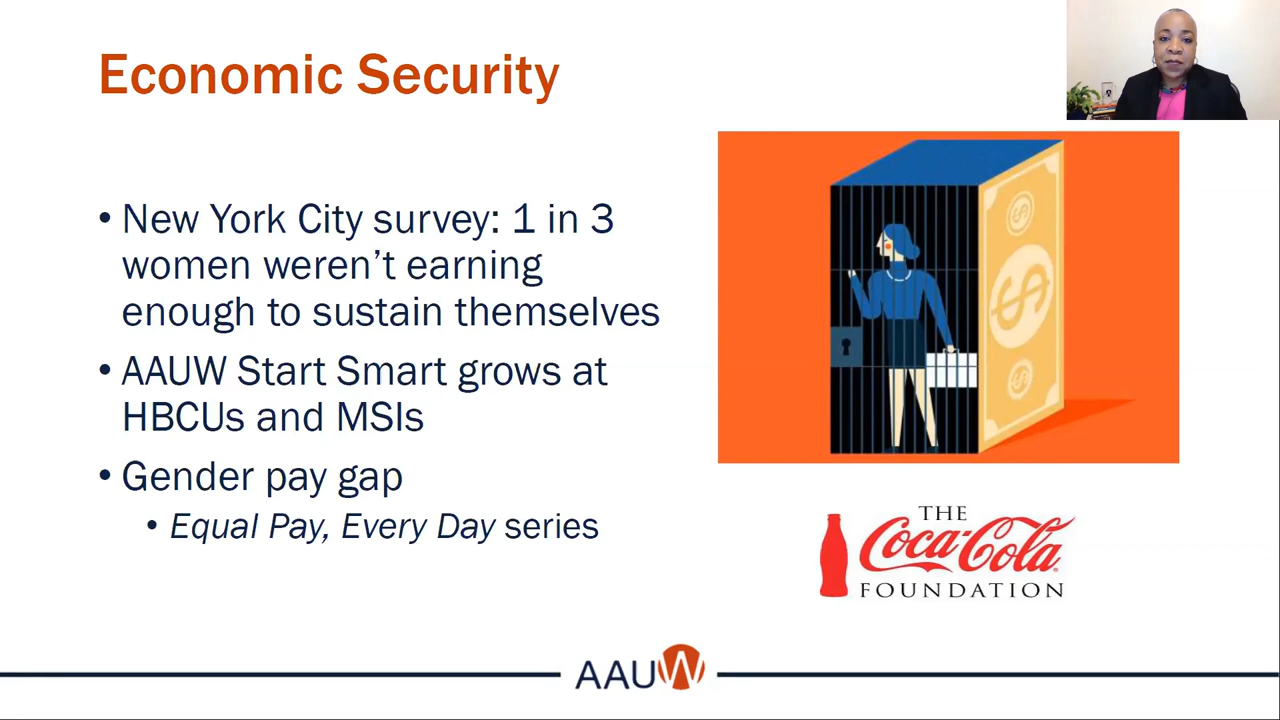 Economic Security
• New York City survey: 1 in 3
women weren’t earning
enough to sustain themselves
• AAUW Start Smart grows at
HBCUs and MSIs
• Gender pay gap
• Equal Pay, Every Day series
$
$
$
THE
Coca-Cola
FOUNDATION
AAUW